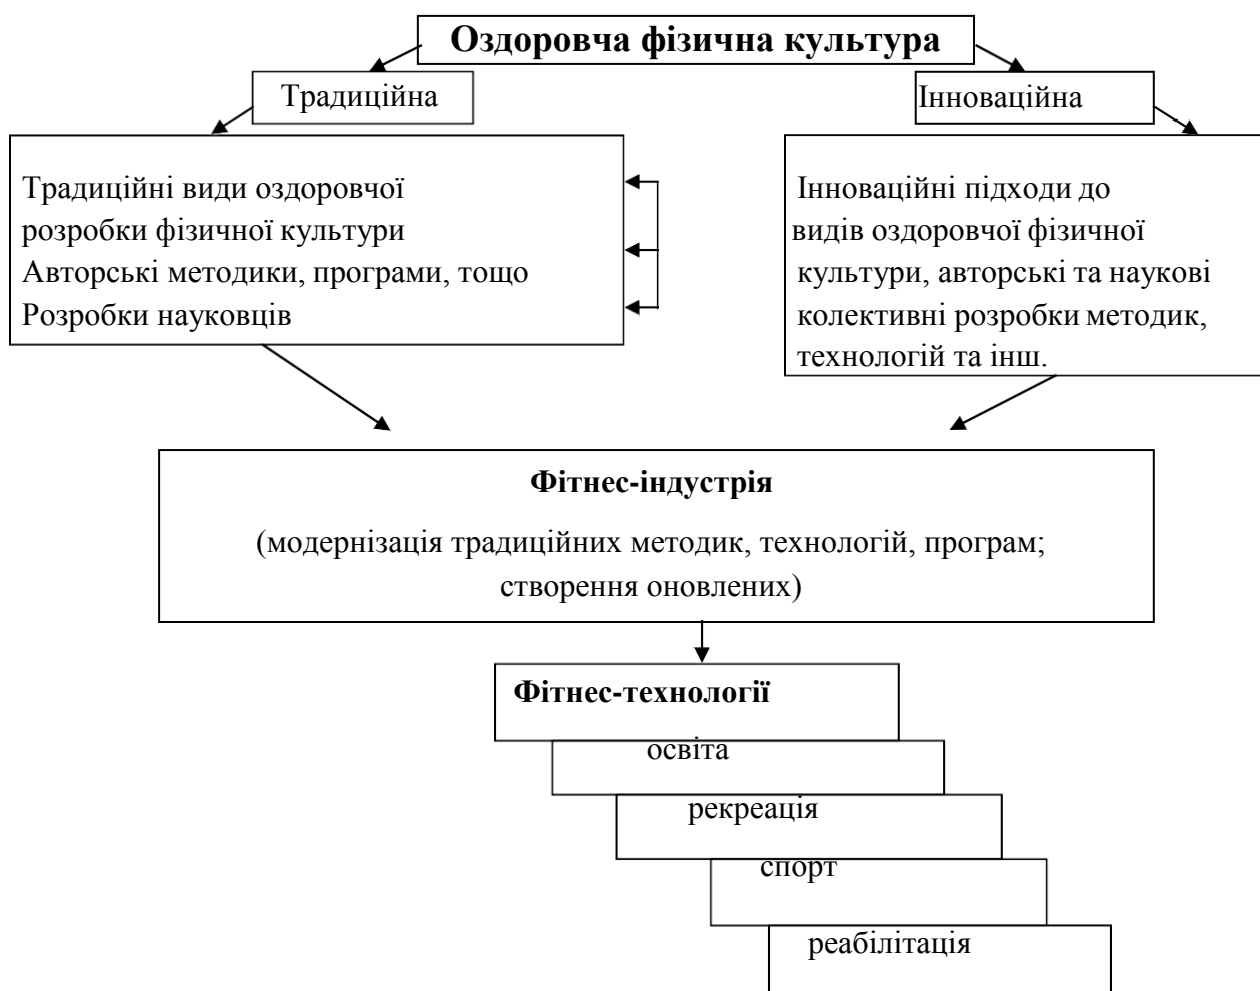 Оздоровча фізична культура
Традиційна
Інноваційна
Традиційні види оздоровчої
розробки фізичної культури
Авторські методики, програми, тощо
Розробки науковців
Інноваційні підходи до
видів оздоровчої фізичної
культури, авторські та наукові
колективні розробки методик,
технологій та інш.
Фітнес-індустрія
(модернізація традиційних методик, технологій, програм;
створення оновлених)
Фітнес-технології
освіта
рекреація
спорт
реабілітація